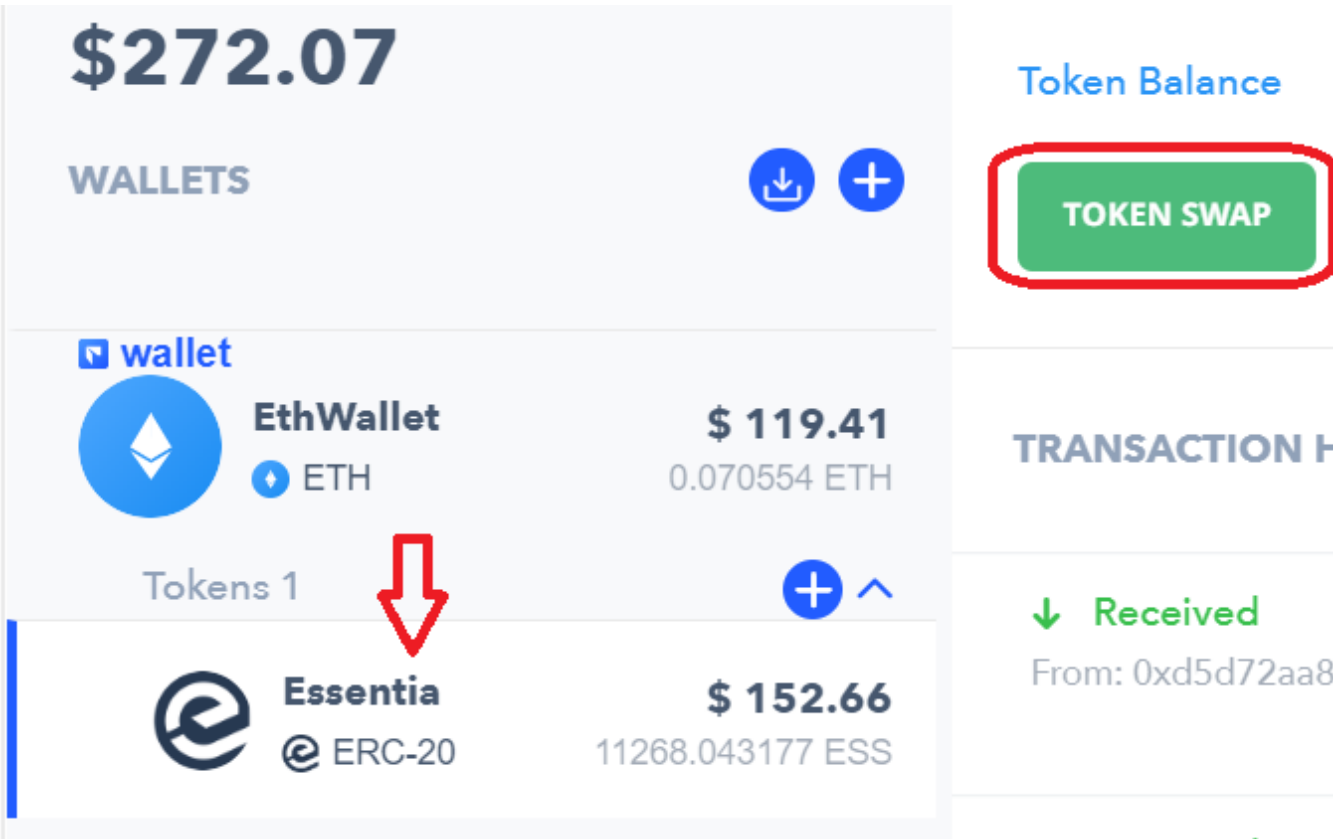 $272.07
WALLETS
wallet
EthWallet
$ 119.41
ETH
0.070554 ETH
Tokens 1
Essentia
$ 152.66
ERC-20
11268.043177 ESS
Token Balance
TOKEN SWAP
TRANSACTION H
Received
From: 0xd5d72aa8